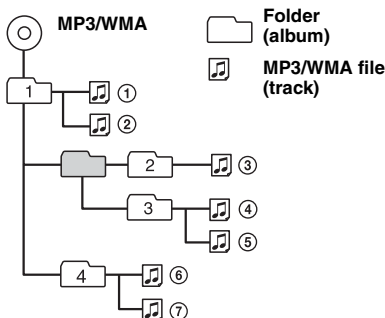 MP3/WMA
Folder
(album)
MP3/WMA file
(track)
1
①
②
2
③
3
④
⑤
4
⑥
⑦